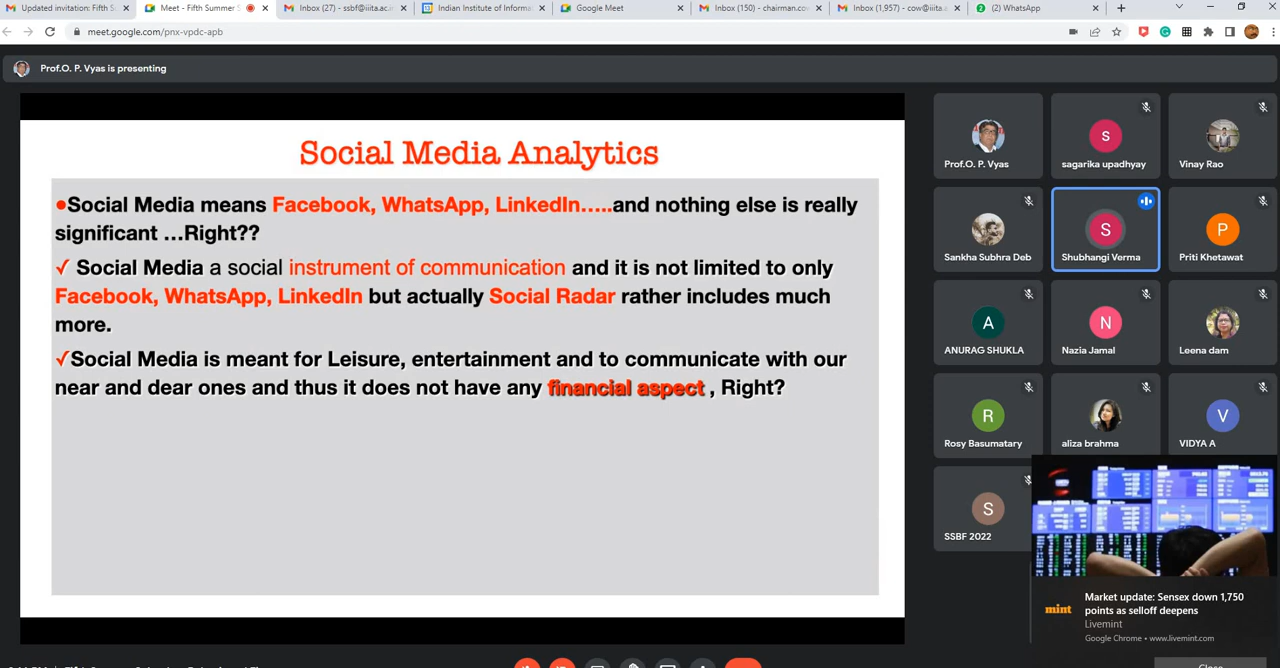 Updated invitation: Fifth S
Meet - Fifth Summer S
Inbox (27) - ssbf@iiita.ac.in
Indian Institute of Informa
Google Meet
Inbox (150) - chairman.cow
Inbox (1,957) - cow@iiita.
(2) WhatsApp
meet.google.com/pnx-vpdc-apb
Prof.O. P. Vyas is presenting
Social Media Analytics
●Social Media means Facebook, WhatsApp, LinkedIn…..and nothing else is really
significant …Right??
✓ Social Media a social instrument of communication and it is not limited to only
Facebook, WhatsApp, LinkedIn but actually Social Radar rather includes much
more.
✓Social Media is meant for Leisure, entertainment and to communicate with our
near and dear ones and thus it does not have any financial aspect , Right?
Prof.O. P. Vyas
S
sagarika upadhyay
Vinay Rao
Sankha Subhra Deb
S
Shubhangi Verma
P
Priti Khetawat
A
ANURAG SHUKLA
N
Nazia Jamal
Leena dam
R
Rosy Basumatary
aliza brahma
V
VIDYA A
S
SSBF 2022
mint
Market update: Sensex down 1,750
points as selloff deepens
Livemint
Google Chrome • www.livemint.com
Close